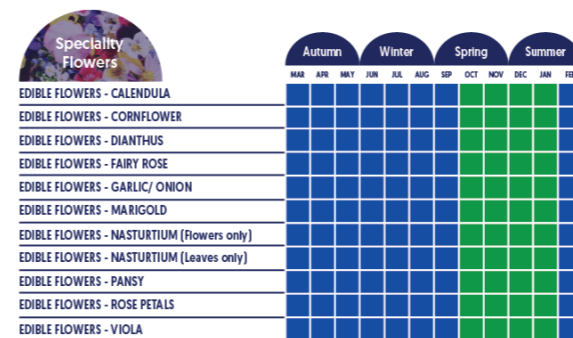 Speciality
Flowers
Autumn Winter Spring Summer
MAR APR MAY JUN JUL AUG SEP OCT NOV DEC JAN
EDIBLE FLOWERS - CALENDULA
EDIBLE FLOWERS - CORNFLOWER
EDIBLE FLOWERS - DIANTHUS
EDIBLE FLOWERS - FAIRY ROSE
EDIBLE FLOWERS - GARLIC/ ONION
EDIBLE FLOWERS - MARIGOLD
EDIBLE FLOWERS - NASTURTIUM (Flowers only)
EDIBLE FLOWERS - NASTURTIUM (Leaves only)
EDIBLE FLOWERS - PANSY
EDIBLE FLOWERS - ROSE PETALS
EDIBLE FLOWERS - VIOLA